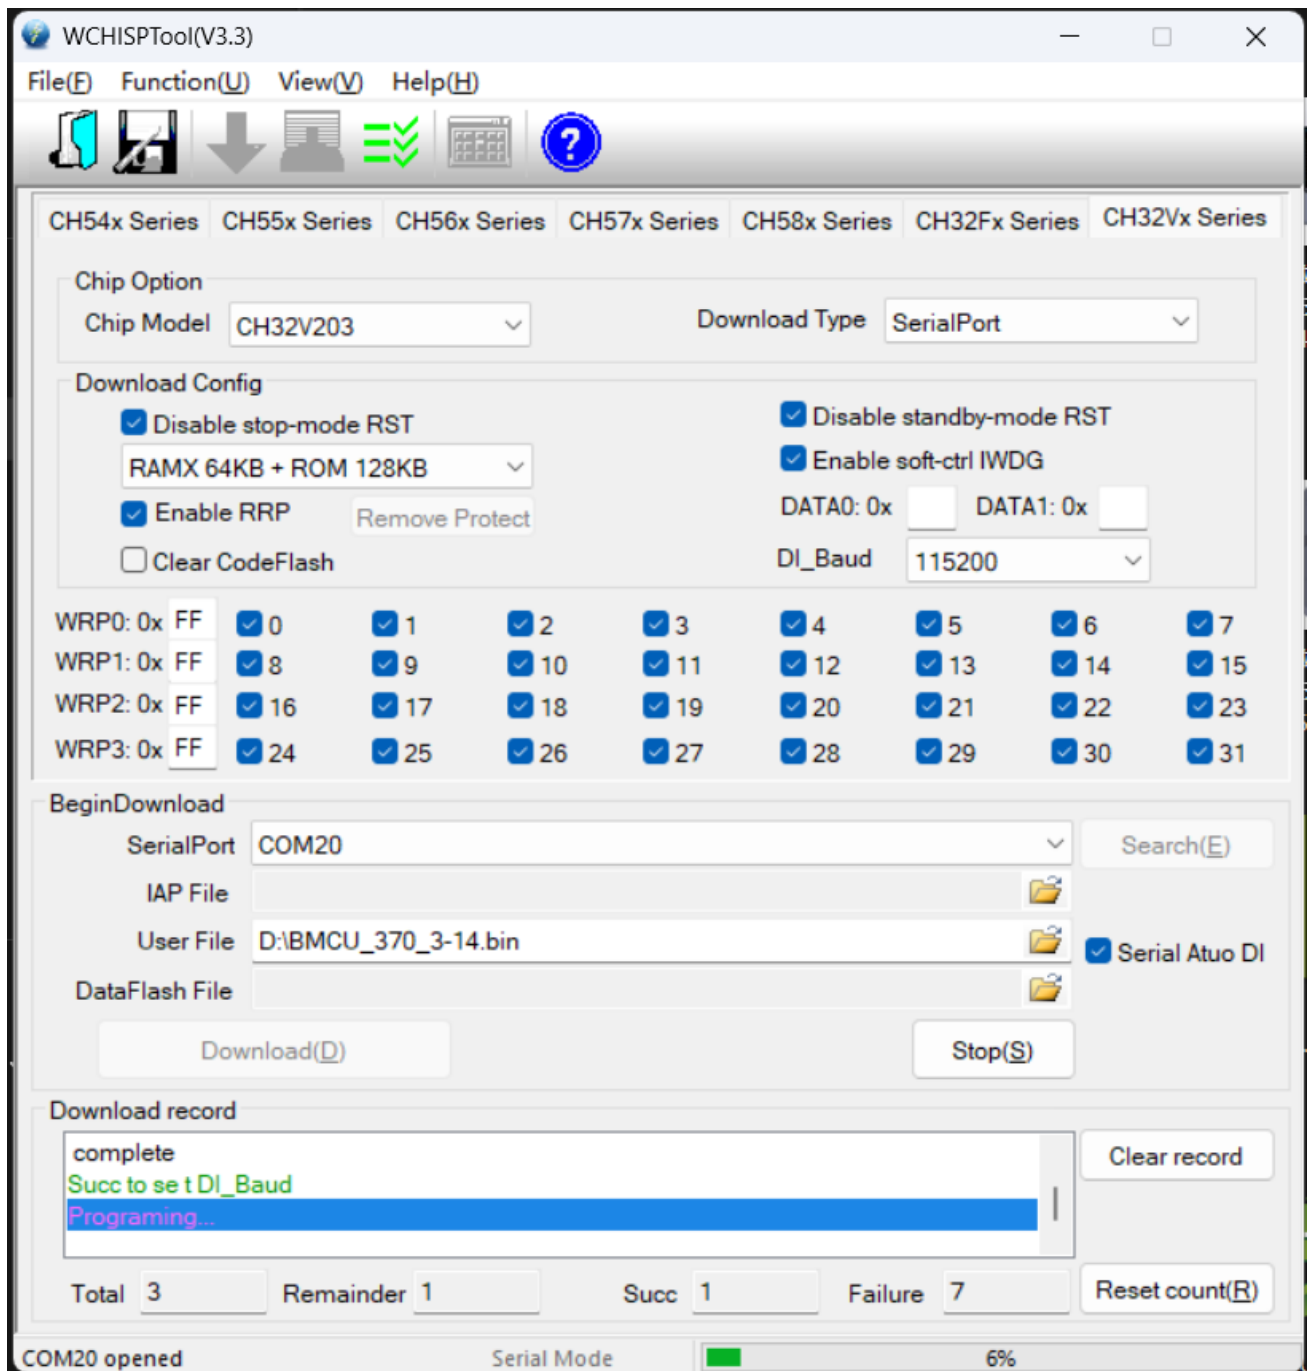 WCHISPTool(V3.3)
File(F) Function(U) View(V) Help(H)
?
CH54x Series CH55x Series CH56x Series CH57x Series CH58x Series CH32Fx Series CH32Vx Series
Chip Option
Chip Model CH32V203 Download Type SerialPort
Download Config
Disable stop-mode RST Disable standby-mode RST
RAMX 64KB + ROM 128KB Enable soft-ctrl IWDG
Enable RRP Remove Protect DATA0: 0x DATA1: 0x
Clear CodeFlash DI_Baud 115200
WRP0: 0x FF 0 1 2 3 4 5 6 7
WRP1: 0x FF 8 9 10 11 12 13 14 15
WRP2: 0x FF 16 17 18 19 20 21 22 23
WRP3: 0x FF 24 25 26 27 28 29 30 31
BeginDownload
SerialPort COM20 Search(E)
IAP File
User File D:\BMCU_370_3-14.bin Serial Atuo DI
DataFlash File
Download(D) Stop(S)
Download record
complete Clear record
Succ to se t DI_Baud
Programing...
Total 3 Remainder 1 Succ 1 Failure 7 Reset count(R)
COM20 opened Serial Mode 6%